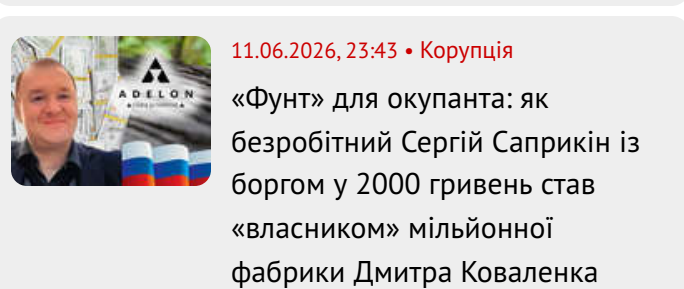 11.06.2026, 23:43 • Корупція
ADELON
«Фунт» для окупанта: як
безробітний Сергій Саприкін із
боргом у 2000 гривень став
«власником» мільйонної
фабрики Дмитра Коваленка